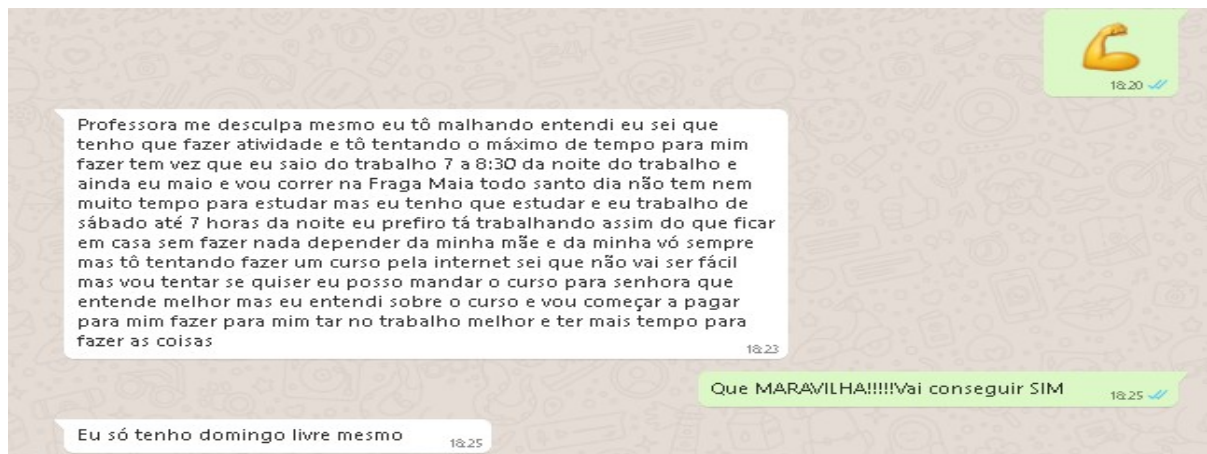 18:20
Professora me desculpa mesmo eu tô malhando entendi eu sei que
tenho que fazer atividade e tô tentando o máximo de tempo para mim
fazer tem vez que eu saio do trabalho 7 a 8:30 da noite do trabalho e
ainda eu maio e vou correr na Fraga Maia todo santo dia não tem nem
muito tempo para estudar mas eu tenho que estudar e eu trabalho de
sábado até 7 horas da noite eu prefiro tá trabalhando assim do que ficar
em casa sem fazer nada depender da minha mãe e da minha vó sempre
mas tô tentando fazer um curso pela internet sei que não vai ser fácil
mas vou tentar se quiser eu posso mandar o curso para senhora que
entende melhor mas eu entendi sobre o curso e vou começar a pagar
para mim fazer para mim tar no trabalho melhor e ter mais tempo para
fazer as coisas
18:23
Que MARAVILHA!!!!!Vai conseguir SIM
18:25
Eu só tenho domingo livre mesmo
18:25